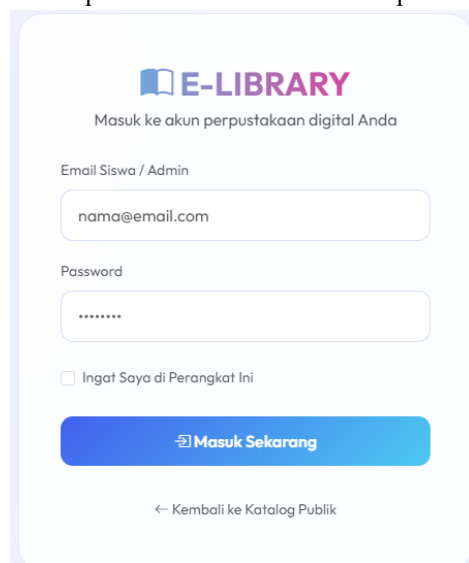 E-LIBRARY
Masuk ke akun perpustakaan digital Anda
Email Siswa / Admin
nama@email.com
Password
••••••••
Ingat Saya di Perangkat Ini
Masuk Sekarang
← Kembali ke Katalog Publik